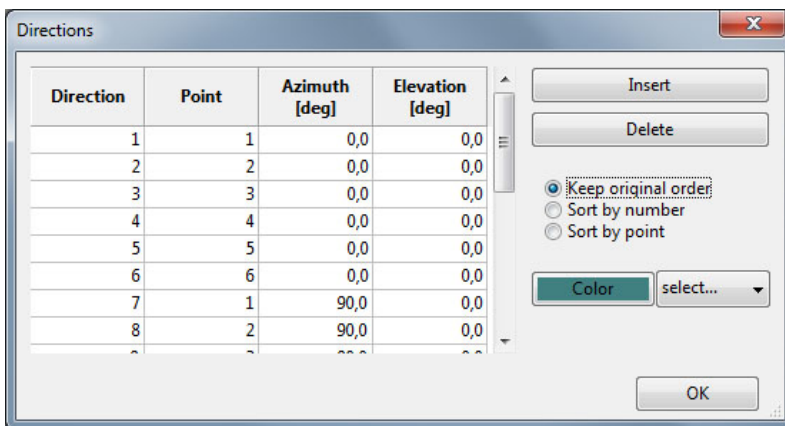 Directions
Direction Point Azimuth [deg] Elevation [deg]
1 1 0,0 0,0
2 2 0,0 0,0
3 3 0,0 0,0
4 4 0,0 0,0
5 5 0,0 0,0
6 6 0,0 0,0
7 1 90,0 0,0
8 2 90,0 0,0
Insert
Delete
Keep original order
Sort by number
Sort by point
Color select...
OK